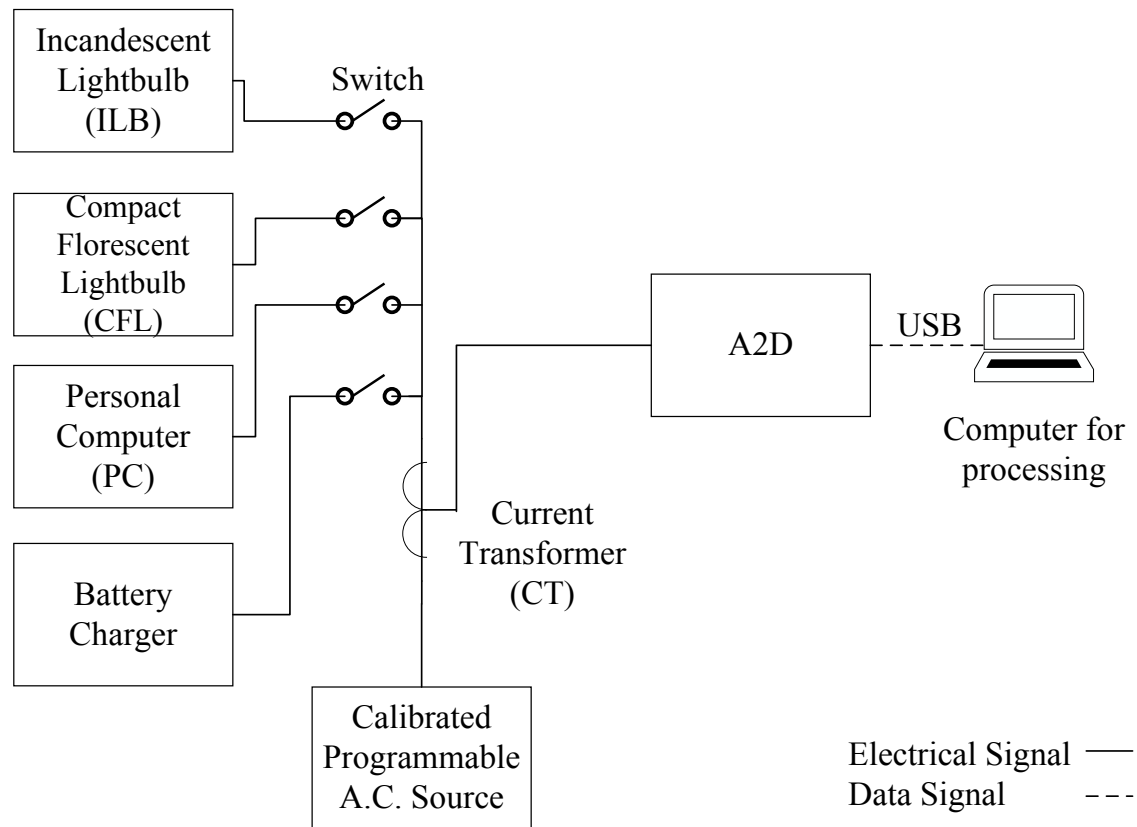 Incandescent
Lightbulb
(ILB)
Switch
Compact
Florescent
Lightbulb
(CFL)
Personal
Computer
(PC)
Battery
Charger
Current
Transformer
(CT)
A2D
USB
Computer for
processing
Calibrated
Programmable
A.C. Source
Electrical Signal
Data Signal